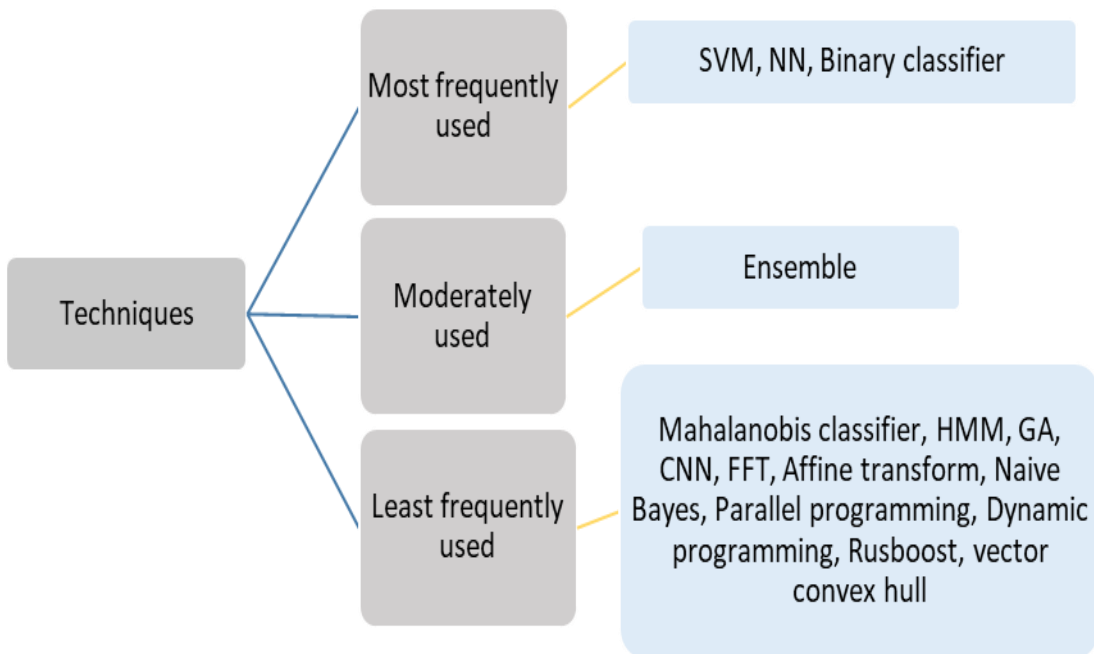 Techniques
Most frequently
used
SVM, NN, Binary classifier
Moderately
used
Ensemble
Least frequently
used
Mahalanobis classifier, HMM, GA,
CNN, FFT, Affine transform, Naive
Bayes, Parallel programming, Dynamic
programming, Rusboost, vector
convex hull